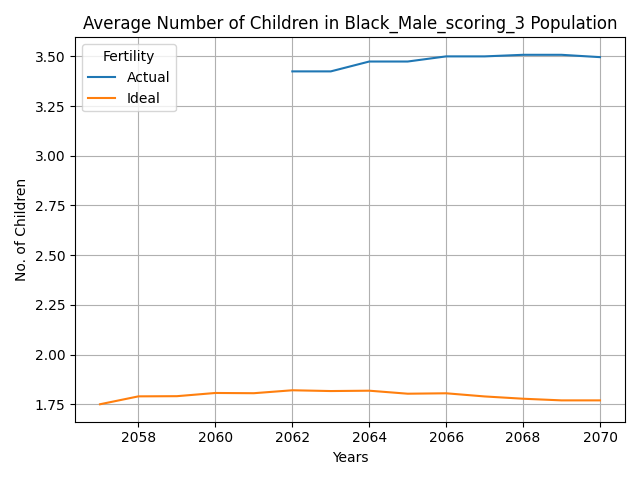 Average Number of Children in Black_Male_scoring_3 Population
Fertility
Actual
Ideal
No. of Children
3.50
3.25
3.00
2.75
2.50
2.25
2.00
1.75
2058 2060 2062 2064 2066 2068 2070
Years